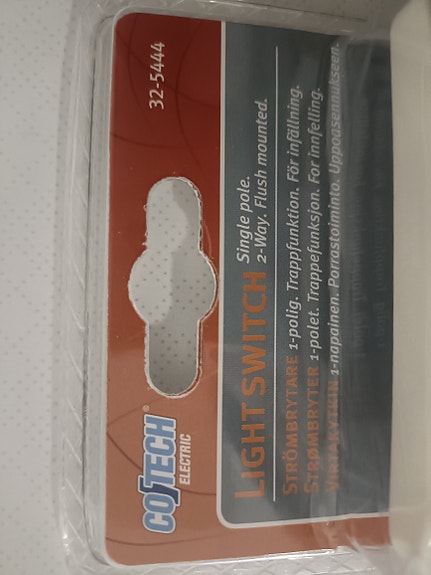 COTECH®
ELECTRIC
32-5444
LIGHT SWITCH Single pole.
2-Way. Flush mounted.
STRÖMBRYTARE 1-polig. Trappfunktion. För infällning.
STRØMBRYTER 1-polet. Trappefunksjon. For innfelling.
VIRTAKYTKIN 1-napainen. Porrastoiminto. Uppoasennukseen.